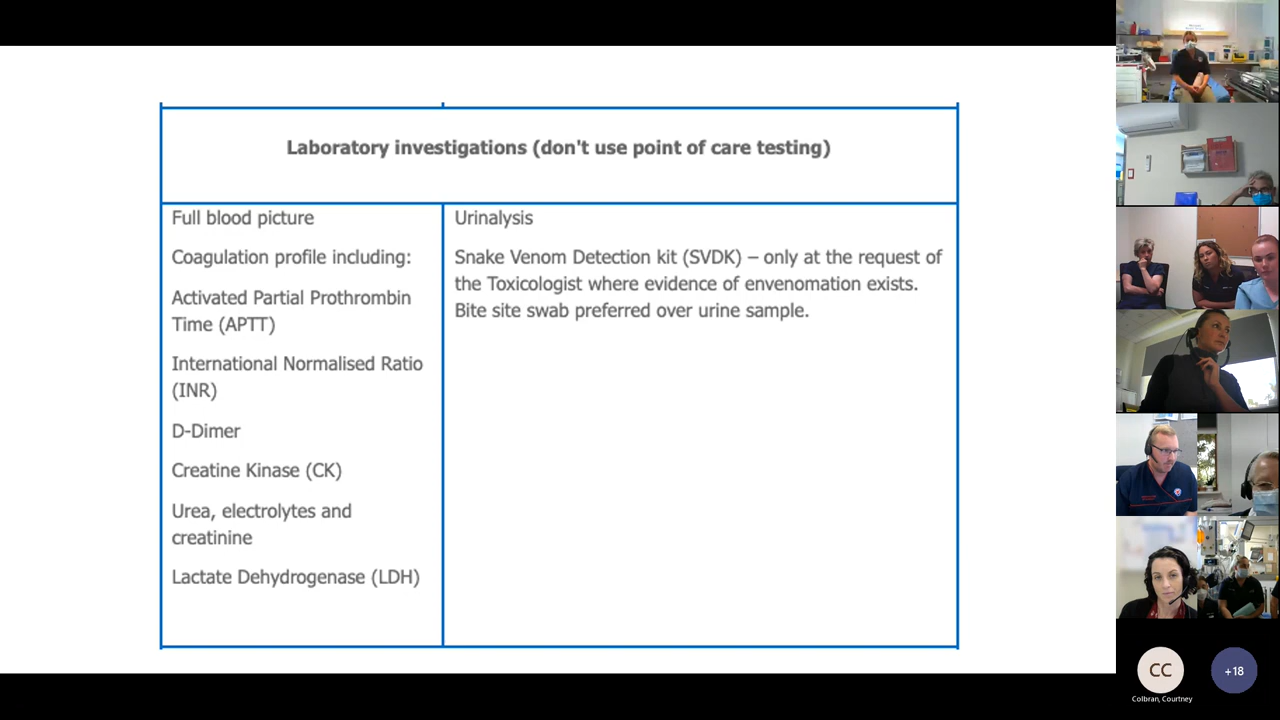 Laboratory investigations (don't use point of care testing)
Full blood picture
Coagulation profile including:
Activated Partial Prothrombin
Time (APTT)
International Normalised Ratio
(INR)
D-Dimer
Creatine Kinase (CK)
Urea, electrolytes and
creatinine
Lactate Dehydrogenase (LDH)
Urinalysis
Snake Venom Detection kit (SVDK) – only at the request of
the Toxicologist where evidence of envenomation exists.
Bite site swab preferred over urine sample.
CC
+18
Colbran, Courtney